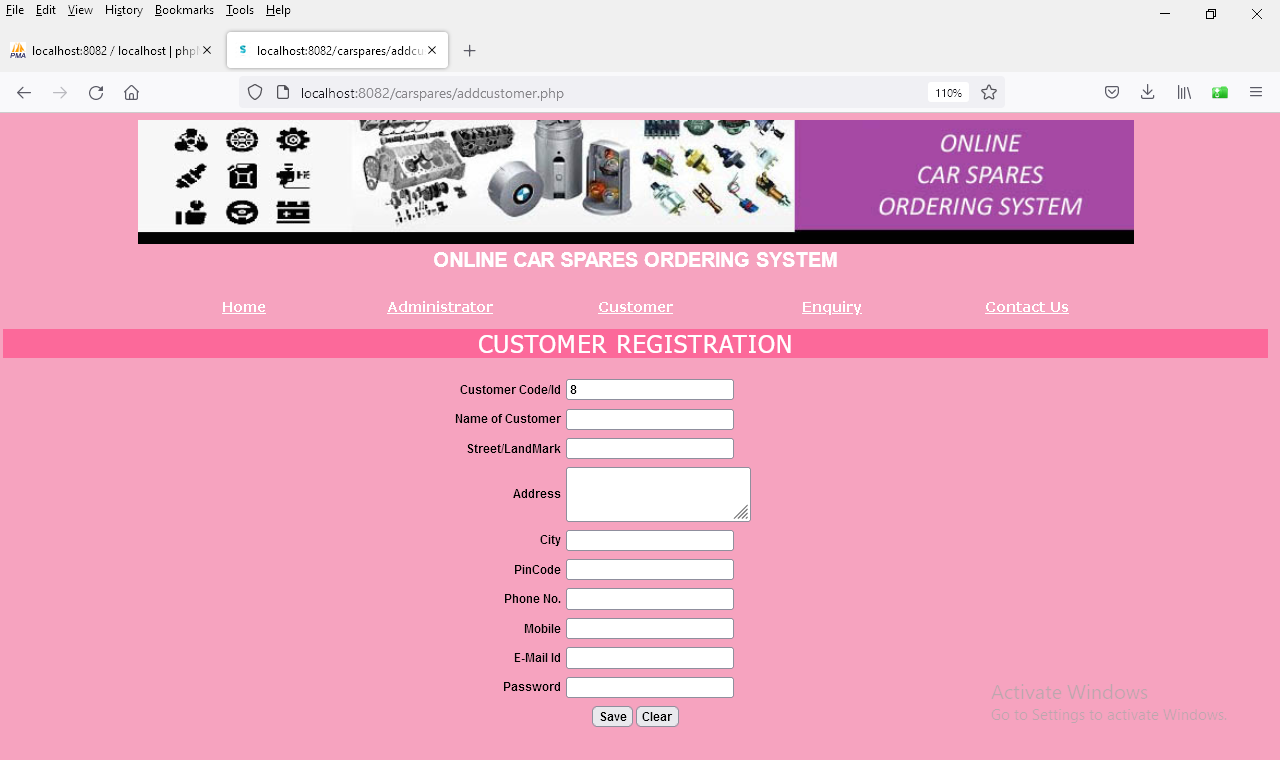 File Edit View History Bookmarks Tools Help
localhost:8082 / localhost | php
localhost:8082/carspares/addcu
localhost:8082/carspares/addcustomer.php
110%
ONLINE
CAR SPARES
ORDERING SYSTEM
ONLINE CAR SPARES ORDERING SYSTEM
Home Administrator Customer Enquiry Contact Us
CUSTOMER REGISTRATION
Customer Code/Id 8
Name of Customer
Street/LandMark
Address
City
PinCode
Phone No.
Mobile
E-Mail Id
Password
Save Clear
Activate Windows
Go to Settings to activate Windows.